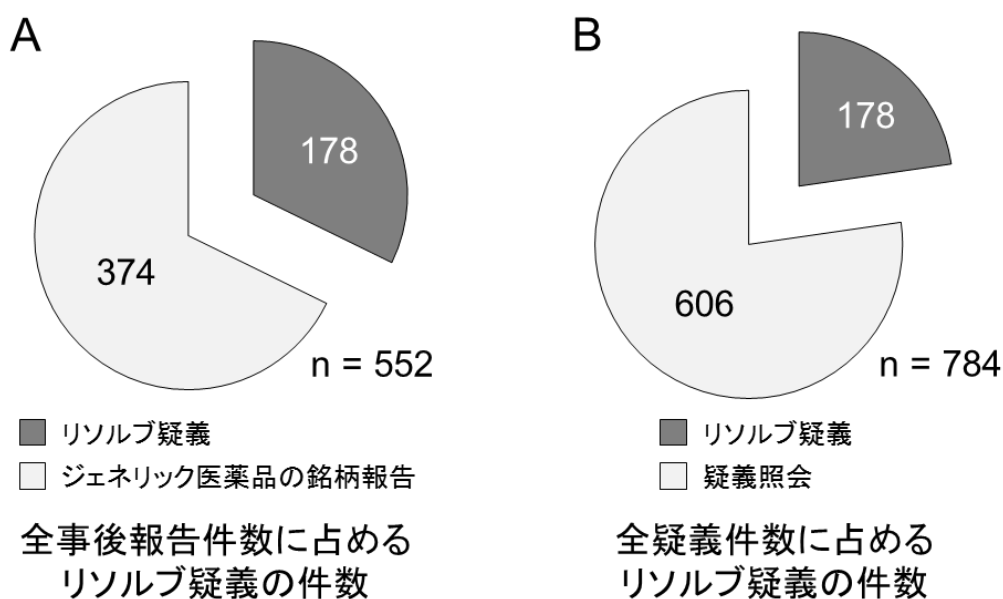 A
178
374
n = 552
リソルブ疑義
ジェネリック医薬品の銘柄報告
全事後報告件数に占める
リソルブ疑義の件数
B
178
606
n = 784
リソルブ疑義
疑義照会
全疑義件数に占める
リソルブ疑義の件数